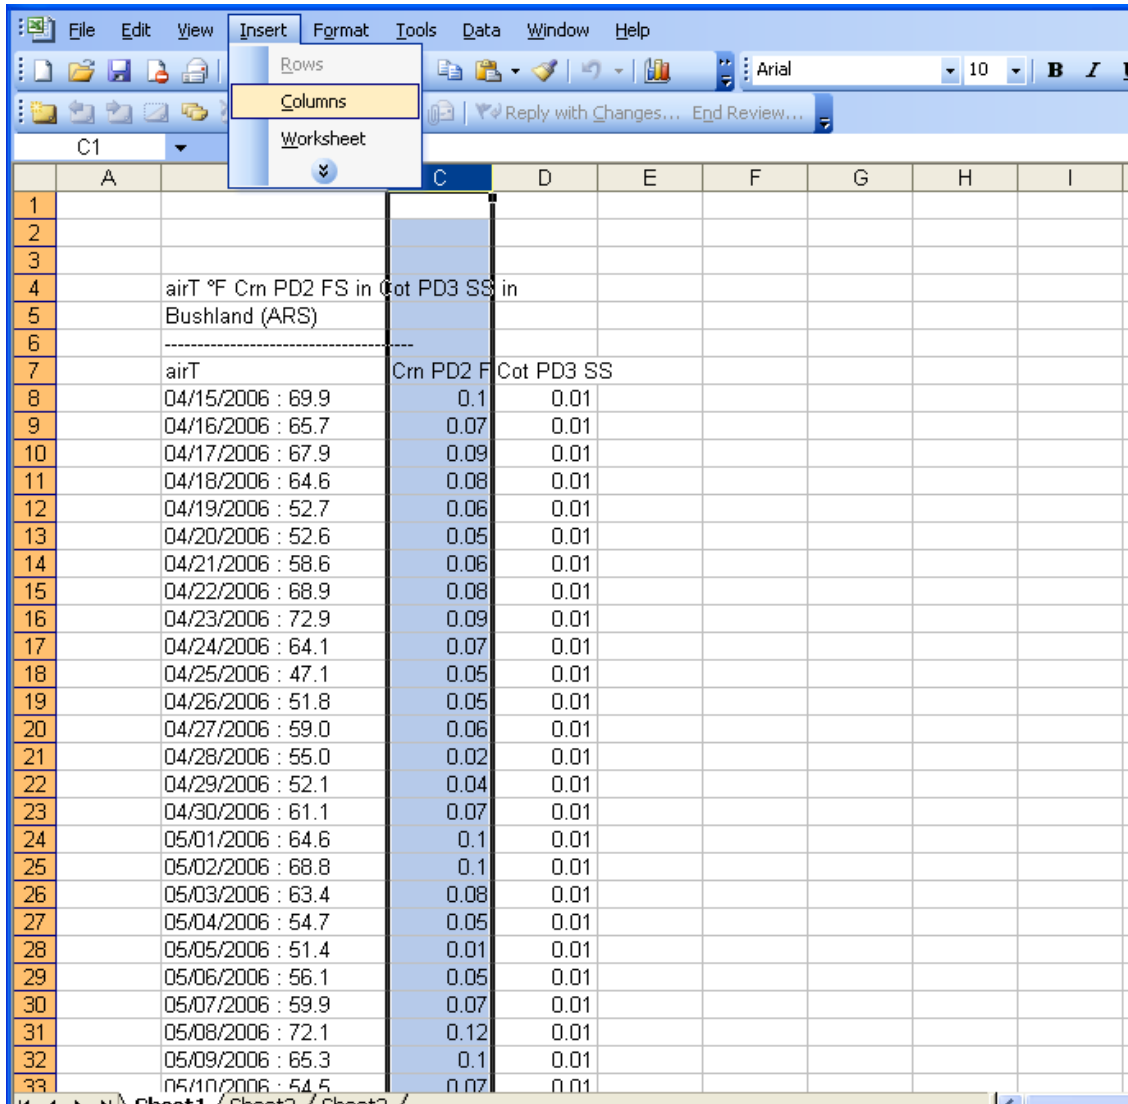 File Edit View Insert Format Tools Data Window Help
Rows
Columns
Worksheet
Arial 10 B I
Reply with Changes... End Review...
C1
A C D E F G H I
1
2
3
4 airT °F Crn PD2 FS in Cot PD3 SS in
5 Bushland (ARS)
6 --------------------------------------
7 airT Crn PD2 F Cot PD3 SS
8 04/15/2006 : 69.9 0.1 0.01
9 04/16/2006 : 65.7 0.07 0.01
10 04/17/2006 : 67.9 0.09 0.01
11 04/18/2006 : 64.6 0.08 0.01
12 04/19/2006 : 52.7 0.06 0.01
13 04/20/2006 : 52.6 0.05 0.01
14 04/21/2006 : 58.6 0.06 0.01
15 04/22/2006 : 68.9 0.08 0.01
16 04/23/2006 : 72.9 0.09 0.01
17 04/24/2006 : 64.1 0.07 0.01
18 04/25/2006 : 47.1 0.05 0.01
19 04/26/2006 : 51.8 0.05 0.01
20 04/27/2006 : 59.0 0.06 0.01
21 04/28/2006 : 55.0 0.02 0.01
22 04/29/2006 : 52.1 0.04 0.01
23 04/30/2006 : 61.1 0.07 0.01
24 05/01/2006 : 64.6 0.1 0.01
25 05/02/2006 : 68.8 0.1 0.01
26 05/03/2006 : 63.4 0.08 0.01
27 05/04/2006 : 54.7 0.05 0.01
28 05/05/2006 : 51.4 0.01 0.01
29 05/06/2006 : 56.1 0.05 0.01
30 05/07/2006 : 59.9 0.07 0.01
31 05/08/2006 : 72.1 0.12 0.01
32 05/09/2006 : 65.3 0.1 0.01
33 05/10/2006 : 54.5 0.07 0.01
Sheet1 Sheet2 Sheet3